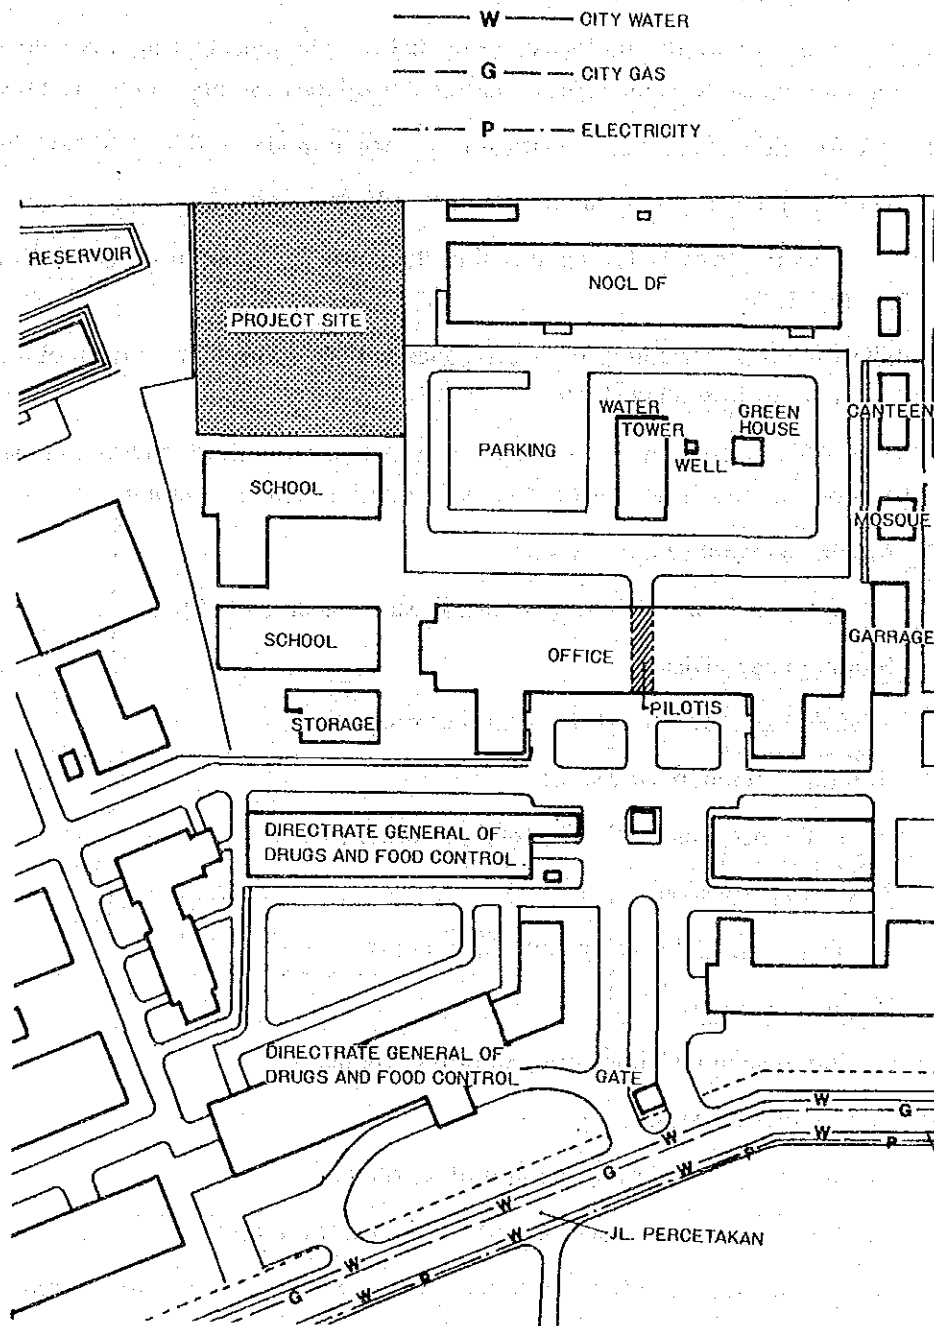 W CITY WATER
G CITY GAS
P ELECTRICITY
RESERVOIR
NOCL DF
PROJECT SITE
CANTEEN
WATER
TOWER
GREEN
HOUSE
PARKING
WELL
SCHOOL
MOSQUE
SCHOOL
OFFICE
GARRAGE
STORAGE
PILOTIS
DIRECTRATE GENERAL OF
DRUGS AND FOOD CONTROL
DIRECTRATE GENERAL OF
DRUGS AND FOOD CONTROL
GATE
W
G
W
W
P
P
W
G
W
W
W
JL. PERCETAKAN
W
P
G
W